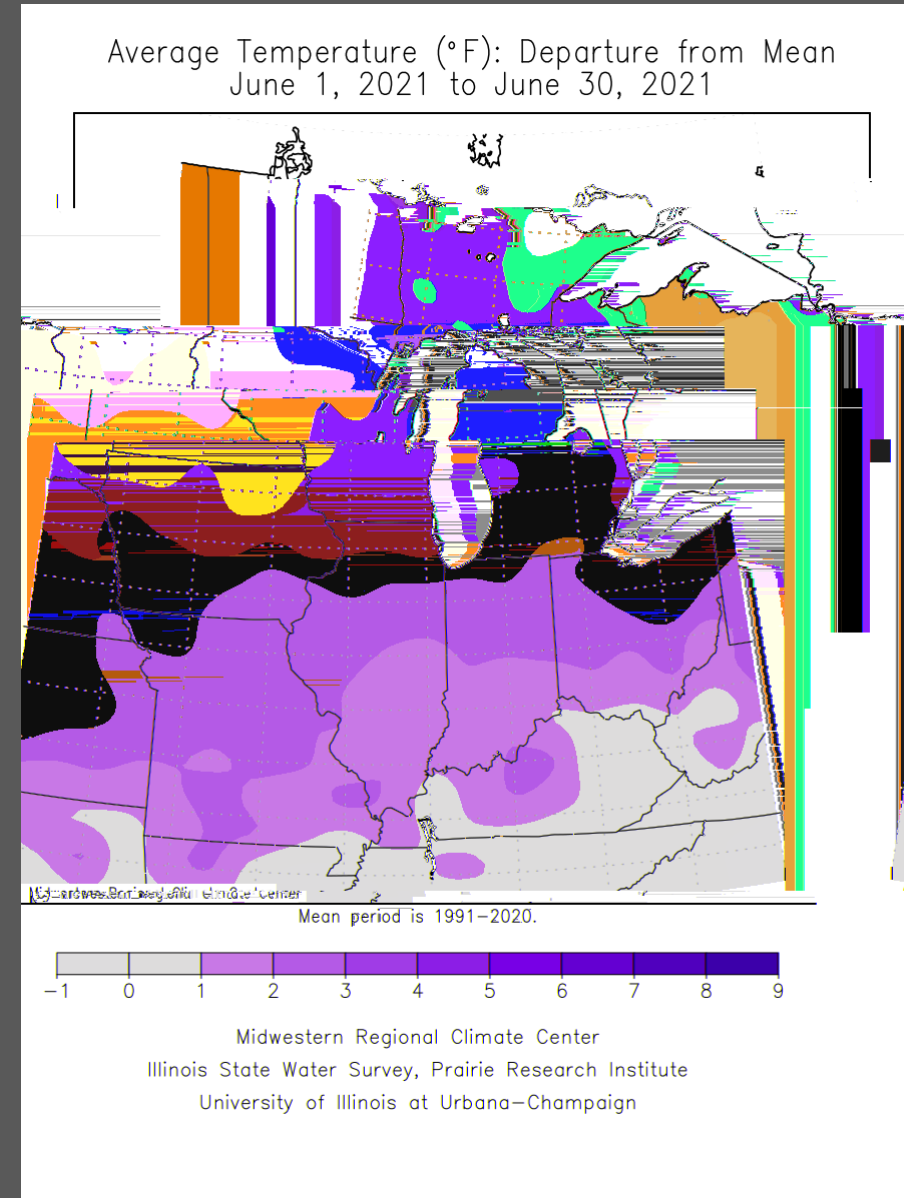 Average Temperature (°F): Departure from Mean
June 1, 2021 to June 30, 2021
Center
Mean period is 1991-2020.
-1 0 1 2 3 4 5 6 7 8 9
Midwestern Regional Climate Center
Illinois State Water Survey, Prairie Research Institute
University of Illinois at Urbana-Champaign